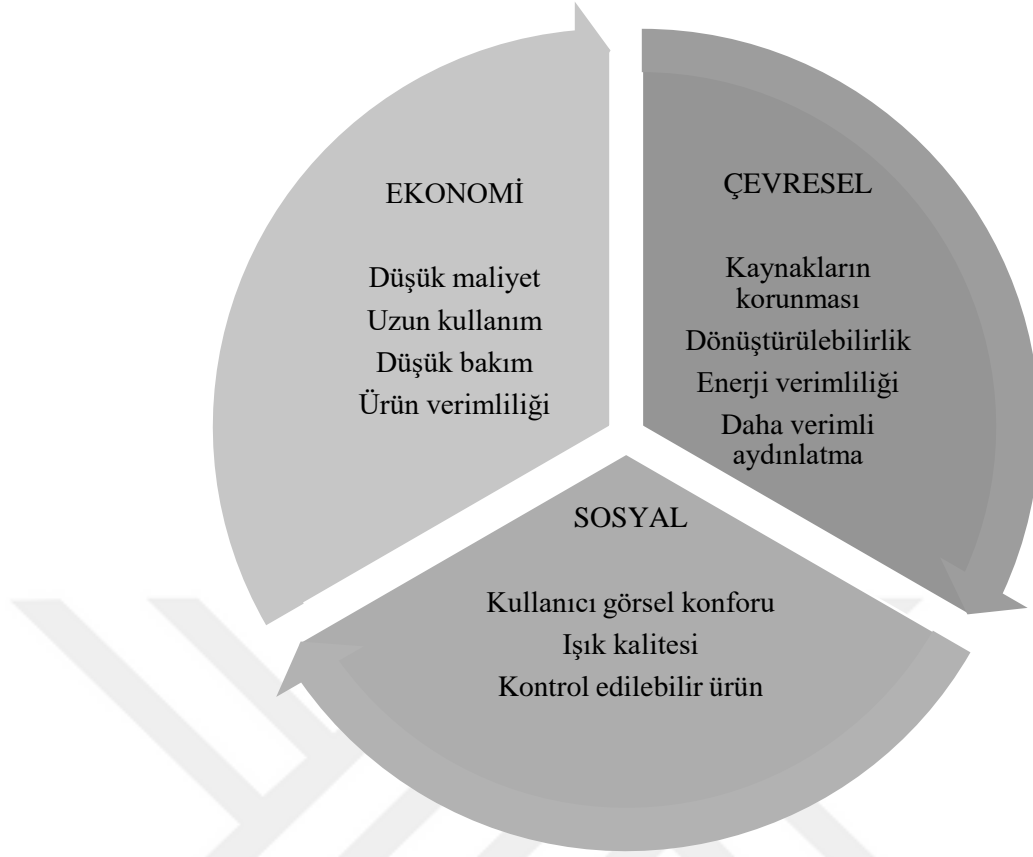 EKONOMİ
Düşük maliyet
Uzun kullanım
Düşük bakım
Ürün verimliliği
ÇEVRESEL
Kaynakların
korunması
Dönüştürülebilirlik
Enerji verimliliği
Daha verimli
aydınlatma
SOSYAL
Kullanıcı görsel konforu
Işık kalitesi
Kontrol edilebilir ürün